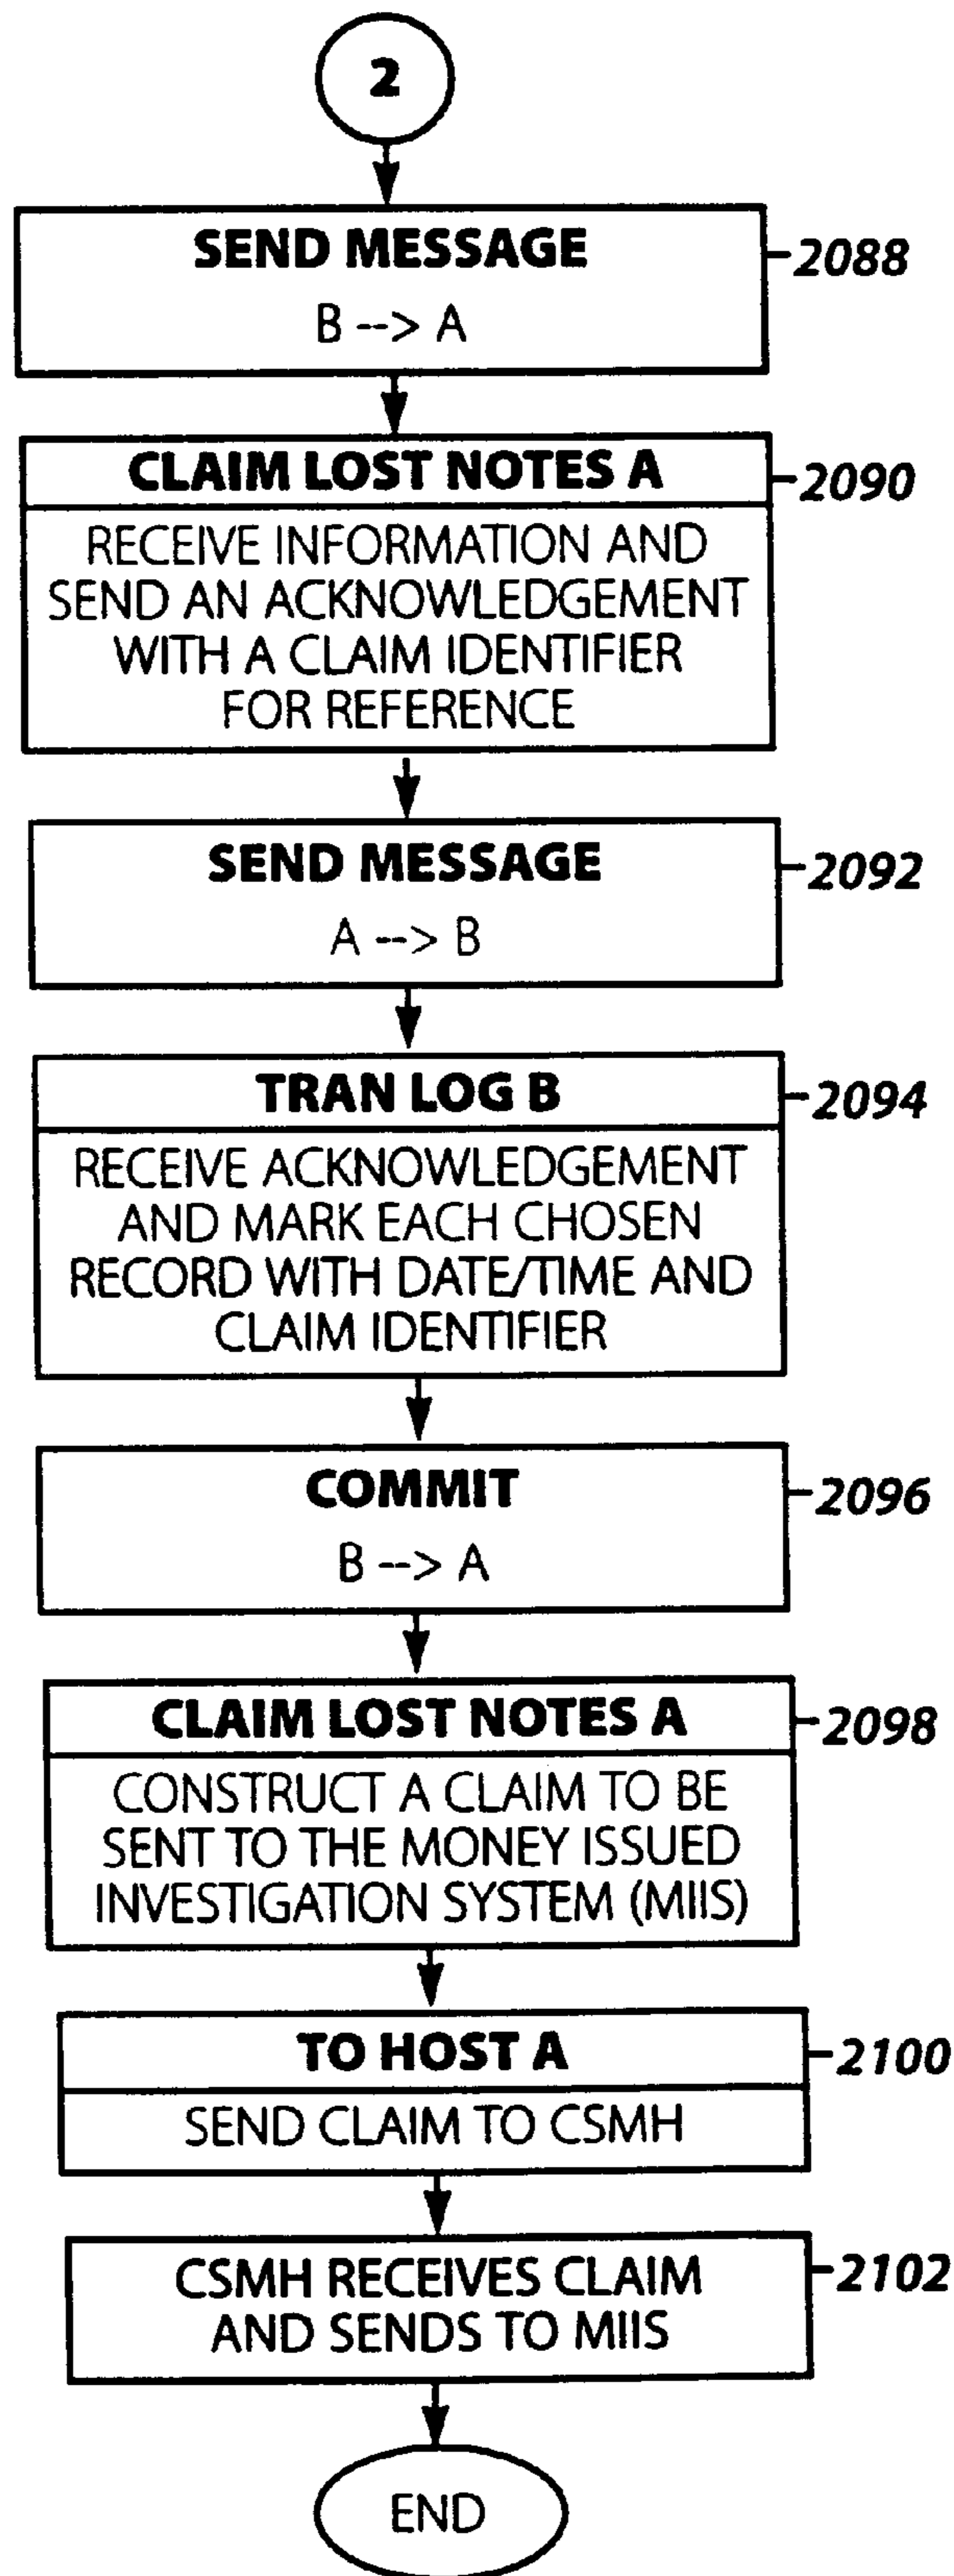 2
SEND MESSAGE
2088
B --> A
CLAIM LOST NOTES A
2090
RECEIVE INFORMATION AND
SEND AN ACKNOWLEDGEMENT
WITH A CLAIM IDENTIFIER
FOR REFERENCE
SEND MESSAGE
2092
A --> B
TRAN LOG B
2094
RECEIVE ACKNOWLEDGEMENT
AND MARK EACH CHOSEN
RECORD WITH DATE/TIME AND
CLAIM IDENTIFIER
COMMIT
2096
B --> A
CLAIM LOST NOTES A
2098
CONSTRUCT A CLAIM TO BE
SENT TO THE MONEY ISSUED
INVESTIGATION SYSTEM (MIIS)
TO HOST A
2100
SEND CLAIM TO CSMH
CSMH RECEIVES CLAIM
2102
AND SENDS TO MIIS
END